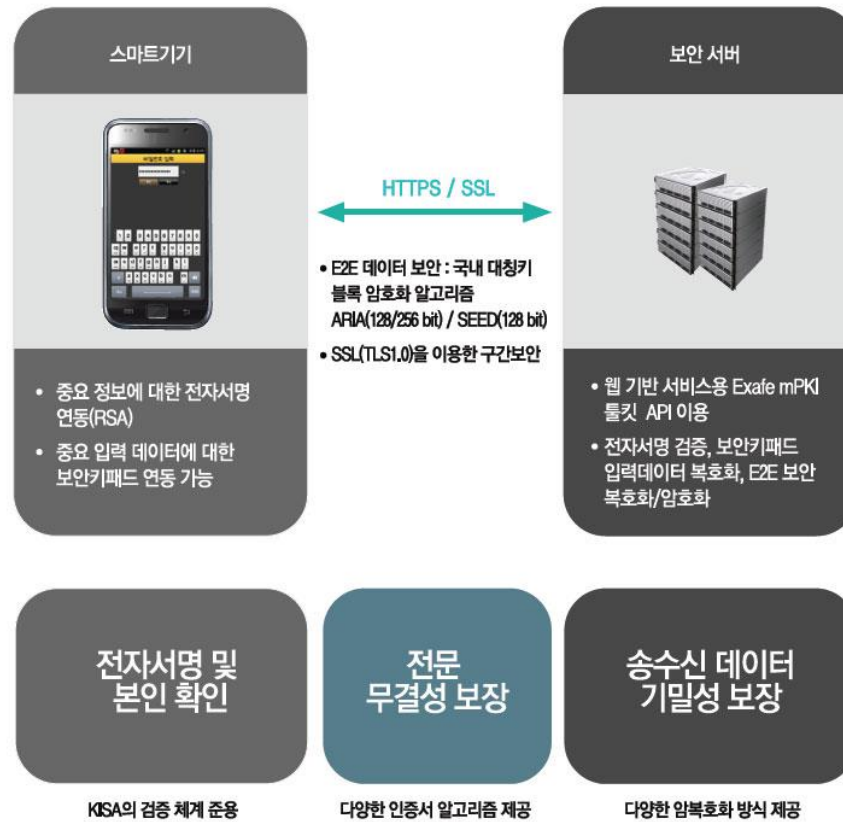 스마트기기
보안 서버
비밀번호 입력
HTTPS / SSL
• E2E 데이터 보안 : 국내 대칭키
블록 암호화 알고리즘
ARIA(128/256 bit) / SEED(128 bit)
• SSL(TLS1.0)을 이용한 구간보안
• 중요 정보에 대한 전자서명
연동(RSA)
• 중요 입력 데이터에 대한
보안키패드 연동 가능
• 웹 기반 서비스용 Exafe mPKI
툴킷 API 이용
• 전자서명 검증, 보안키패드
입력데이터 복호화, E2E 보안
복호화/암호화
전자서명 및
본인 확인
전문
무결성 보장
송수신 데이터
기밀성 보장
KISA의 검증 체계 준용
다양한 인증서 알고리즘 제공
다양한 암복호화 방식 제공